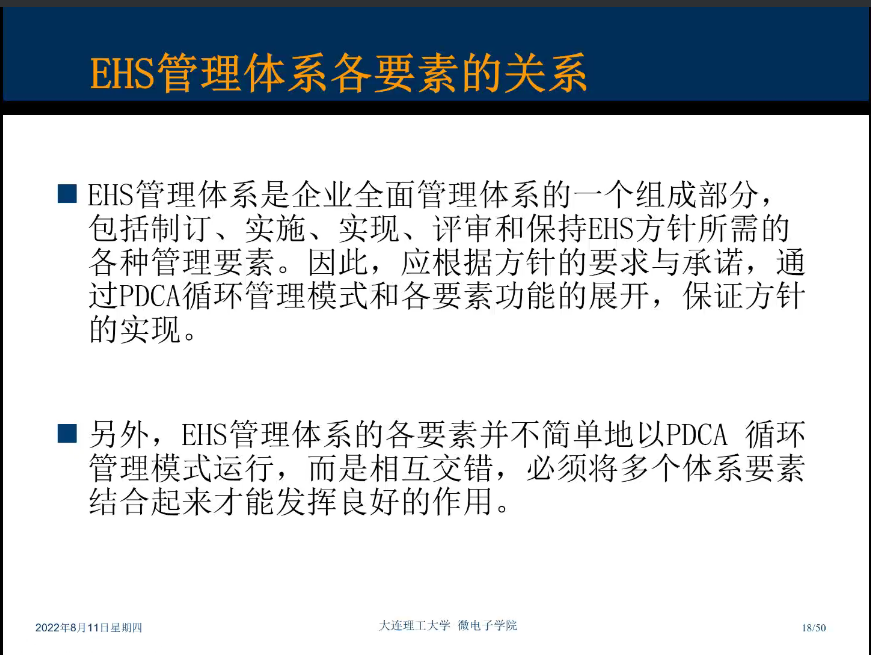 EHS管理体系各要素的关系
EHS管理体系是企业全面管理体系的一个组成部分，
包括制订、实施、实现、评审和保持EHS方针所需的
各种管理要素。因此，应根据方针的要求与承诺，通
过PDCA循环管理模式和各要素功能的展开，保证方针
的实现。
另外，EHS管理体系的各要素并不简单地以PDCA 循环
管理模式运行，而是相互交错，必须将多个体系要素
结合起来才能发挥良好的作用。
2022年8月11日星期四
大连理工大学 微电子学院
18/50